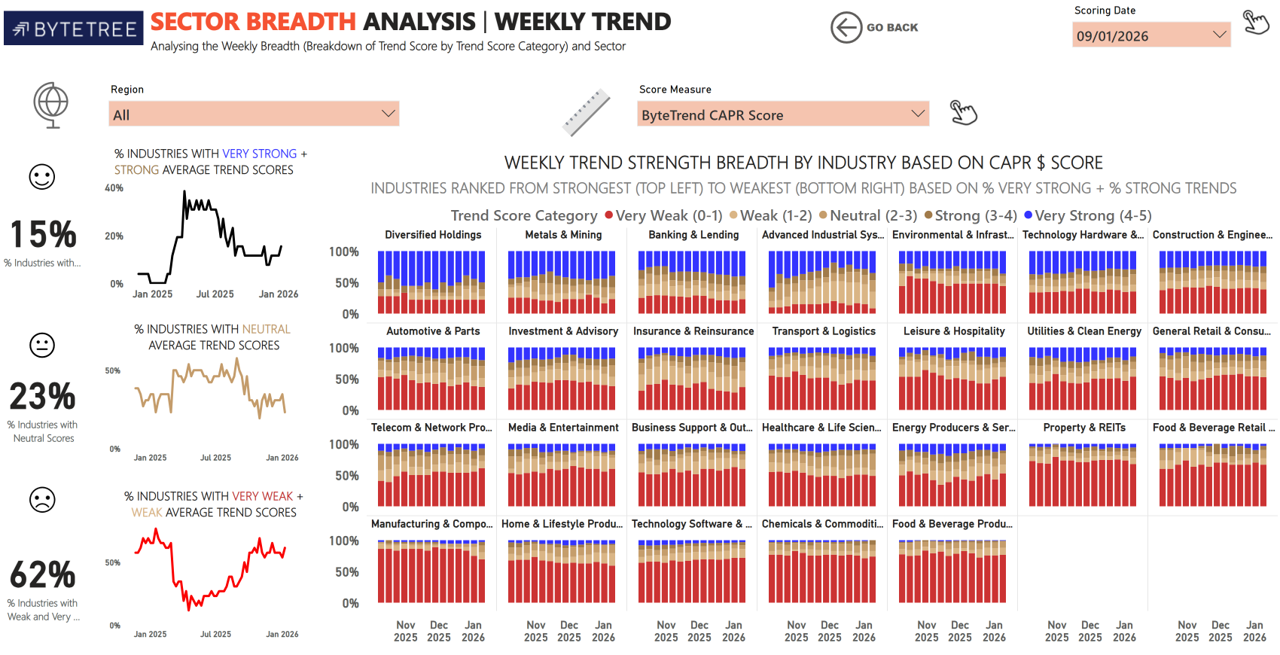 BYTETREE
SECTOR BREADTH ANALYSIS | WEEKLY TREND
Analysing the Weekly Breadth (Breakdown of Trend Score by Trend Score Category) and Sector
GO BACK
Scoring Date
09/01/2026
Region
All
Score Measure
ByteTrend CAPR Score
15%
% Industries with...
% INDUSTRIES WITH VERY STRONG +
STRONG AVERAGE TREND SCORES
40%
20%
0%
Jan 2025 Jul 2025 Jan 2026
23%
% Industries with
Neutral Scores
% INDUSTRIES WITH NEUTRAL
AVERAGE TREND SCORES
50%
0%
Jan 2025 Jul 2025 Jan 2026
62%
% Industries with
Weak and Very ...
% INDUSTRIES WITH VERY WEAK +
WEAK AVERAGE TREND SCORES
50%
0%
Jan 2025 Jul 2025 Jan 2026
WEEKLY TREND STRENGTH BREADTH BY INDUSTRY BASED ON CAPR $ SCORE
INDUSTRIES RANKED FROM STRONGEST (TOP LEFT) TO WEAKEST (BOTTOM RIGHT) BASED ON % VERY STRONG + % STRONG TRENDS
Trend Score Category Very Weak (0-1) Weak (1-2) Neutral (2-3) Strong (3-4) Very Strong (4-5)
Diversified Holdings Metals & Mining Banking & Lending Advanced Industrial Sys... Environmental & Infrast... Technology Hardware &... Construction & Enginee...
100%
50%
0%
Automotive & Parts Investment & Advisory Insurance & Reinsurance Transport & Logistics Leisure & Hospitality Utilities & Clean Energy General Retail & Consu...
100%
50%
0%
Telecom & Network Pro... Media & Entertainment Business Support & Out... Healthcare & Life Scien... Energy Producers & Ser... Property & REITs Food & Beverage Retail ...
100%
50%
0%
Manufacturing & Compo... Home & Lifestyle Produ... Technology Software & ... Chemicals & Commoditi... Food & Beverage Produ...
100%
50%
0%
Nov Dec Jan Nov Dec Jan Nov Dec Jan Nov Dec Jan Nov Dec Jan Nov Dec Jan Nov Dec Jan
2025 2025 2026 2025 2025 2026 2025 2025 2026 2025 2025 2026 2025 2025 2026 2025 2025 2026 2025 2025 2026